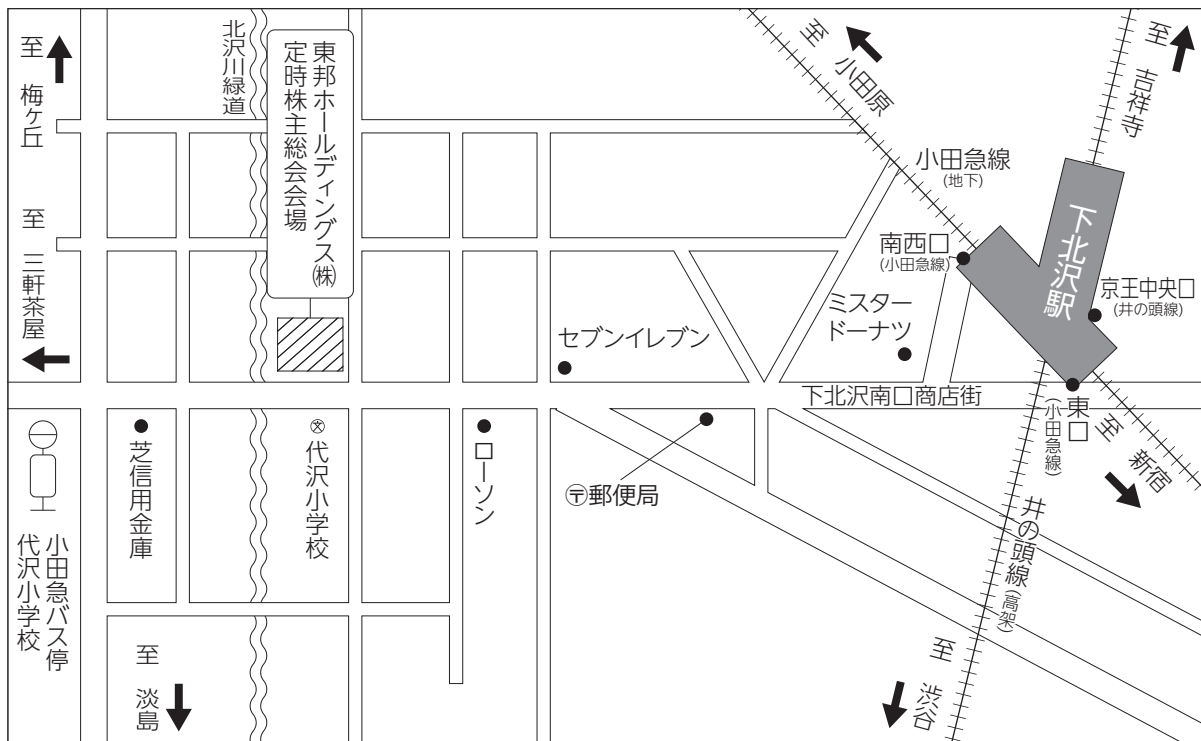 至 梅ヶ丘
至 三軒茶屋
北沢川緑道
東邦ホールディングス㈱
定時株主総会会場
至 小田原
至 吉祥寺
小田急線
(地下)
南西口
(小田急線)
下北沢駅
京王中央口
(井の頭線)
ミスター
ドーナツ
セブンイレブン
下北沢南口商店街
東口
(小田急線)
至 新宿
小田急バス停
代沢小学校
芝信用金庫
文
代沢小学校
ローソン
〒郵便局
井の頭線(高架)
至 淡島
至 渋谷